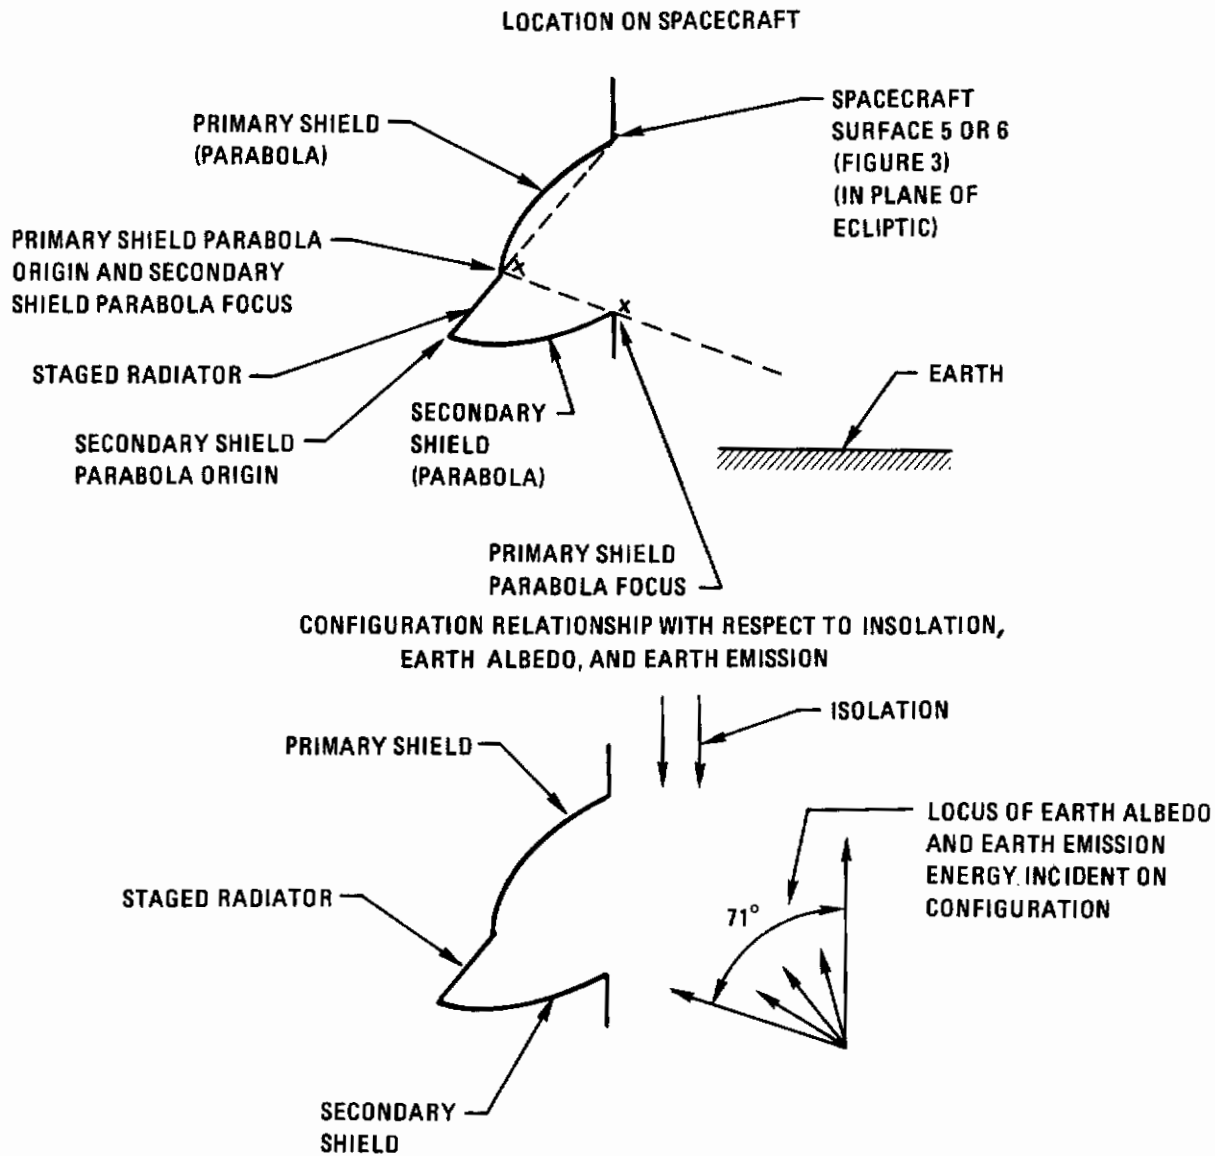 LOCATION ON SPACECRAFT
PRIMARY SHIELD
(PARABOLA)
SPACECRAFT
SURFACE 5 OR 6
(FIGURE 3)
(IN PLANE OF
ECLIPTIC)
PRIMARY SHIELD PARABOLA
ORIGIN AND SECONDARY
SHIELD PARABOLA FOCUS
X
X
STAGED RADIATOR
EARTH
SECONDARY SHIELD
PARABOLA ORIGIN
SECONDARY
SHIELD
(PARABOLA)
PRIMARY SHIELD
PARABOLA FOCUS
CONFIGURATION RELATIONSHIP WITH RESPECT TO INSOLATION,
EARTH ALBEDO, AND EARTH EMISSION
ISOLATION
PRIMARY SHIELD
LOCUS OF EARTH ALBEDO
AND EARTH EMISSION
ENERGY. INCIDENT ON
CONFIGURATION
STAGED RADIATOR
71°
SECONDARY
SHIELD